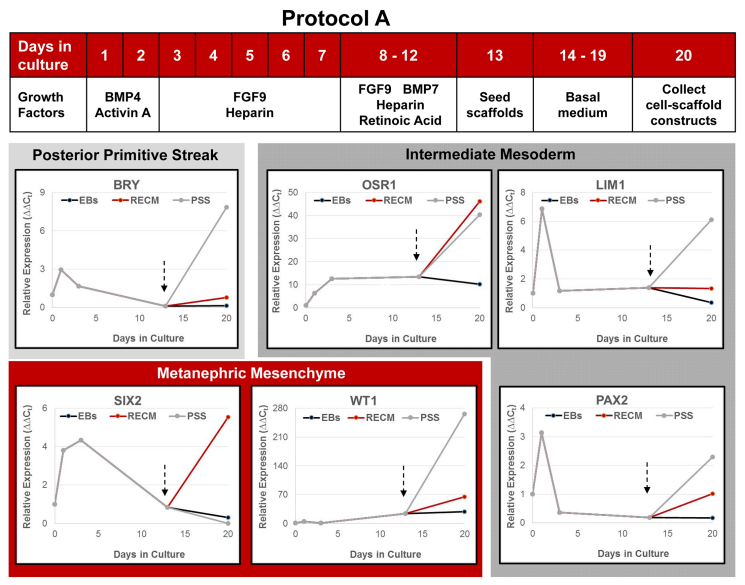 Protocol A
Days in culture 1 2 3 4 5 6 7 8 - 12 13 14 - 19 20
Growth Factors
BMP4 Activin A
FGF9 Heparin
FGF9 BMP7 Heparin Retinoic Acid
Seed scaffolds
Basal medium
Collect cell-scaffold constructs
Posterior Primitive Streak
Intermediate Mesoderm
BRY
EBs RECM PSS
Relative Expression (ΔΔCt)
9
6
3
0
0 5 10 15 20
Days in Culture
OSR1
EBs RECM PSS
Relative Expression (ΔΔCt)
50
40
30
20
10
0
0 5 10 15 20
Days in Culture
LIM1
EBs RECM PSS
Relative Expression (ΔΔCt)
8
6
4
2
0
0 5 10 15 20
Days in Culture
Metanephric Mesenchyme
SIX2
EBs RECM PSS
Relative Expression (ΔΔCt)
6
4
2
0
0 5 10 15 20
Days in Culture
WT1
EBs RECM PSS
Relative Expression (ΔΔCt)
280
210
140
70
0
0 5 10 15 20
Days in Culture
PAX2
EBs RECM PSS
Relative Expression (ΔΔCt)
4
3
2
1
0
0 5 10 15 20
Days in Culture